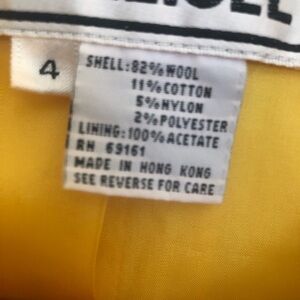 4
SHELL:82%WOOL
11%COTTON
5%NYLON
2%POLYESTER
LINING:100%ACETATE
RN 69161
MADE IN HONG KONG
SEE REVERSE FOR CARE